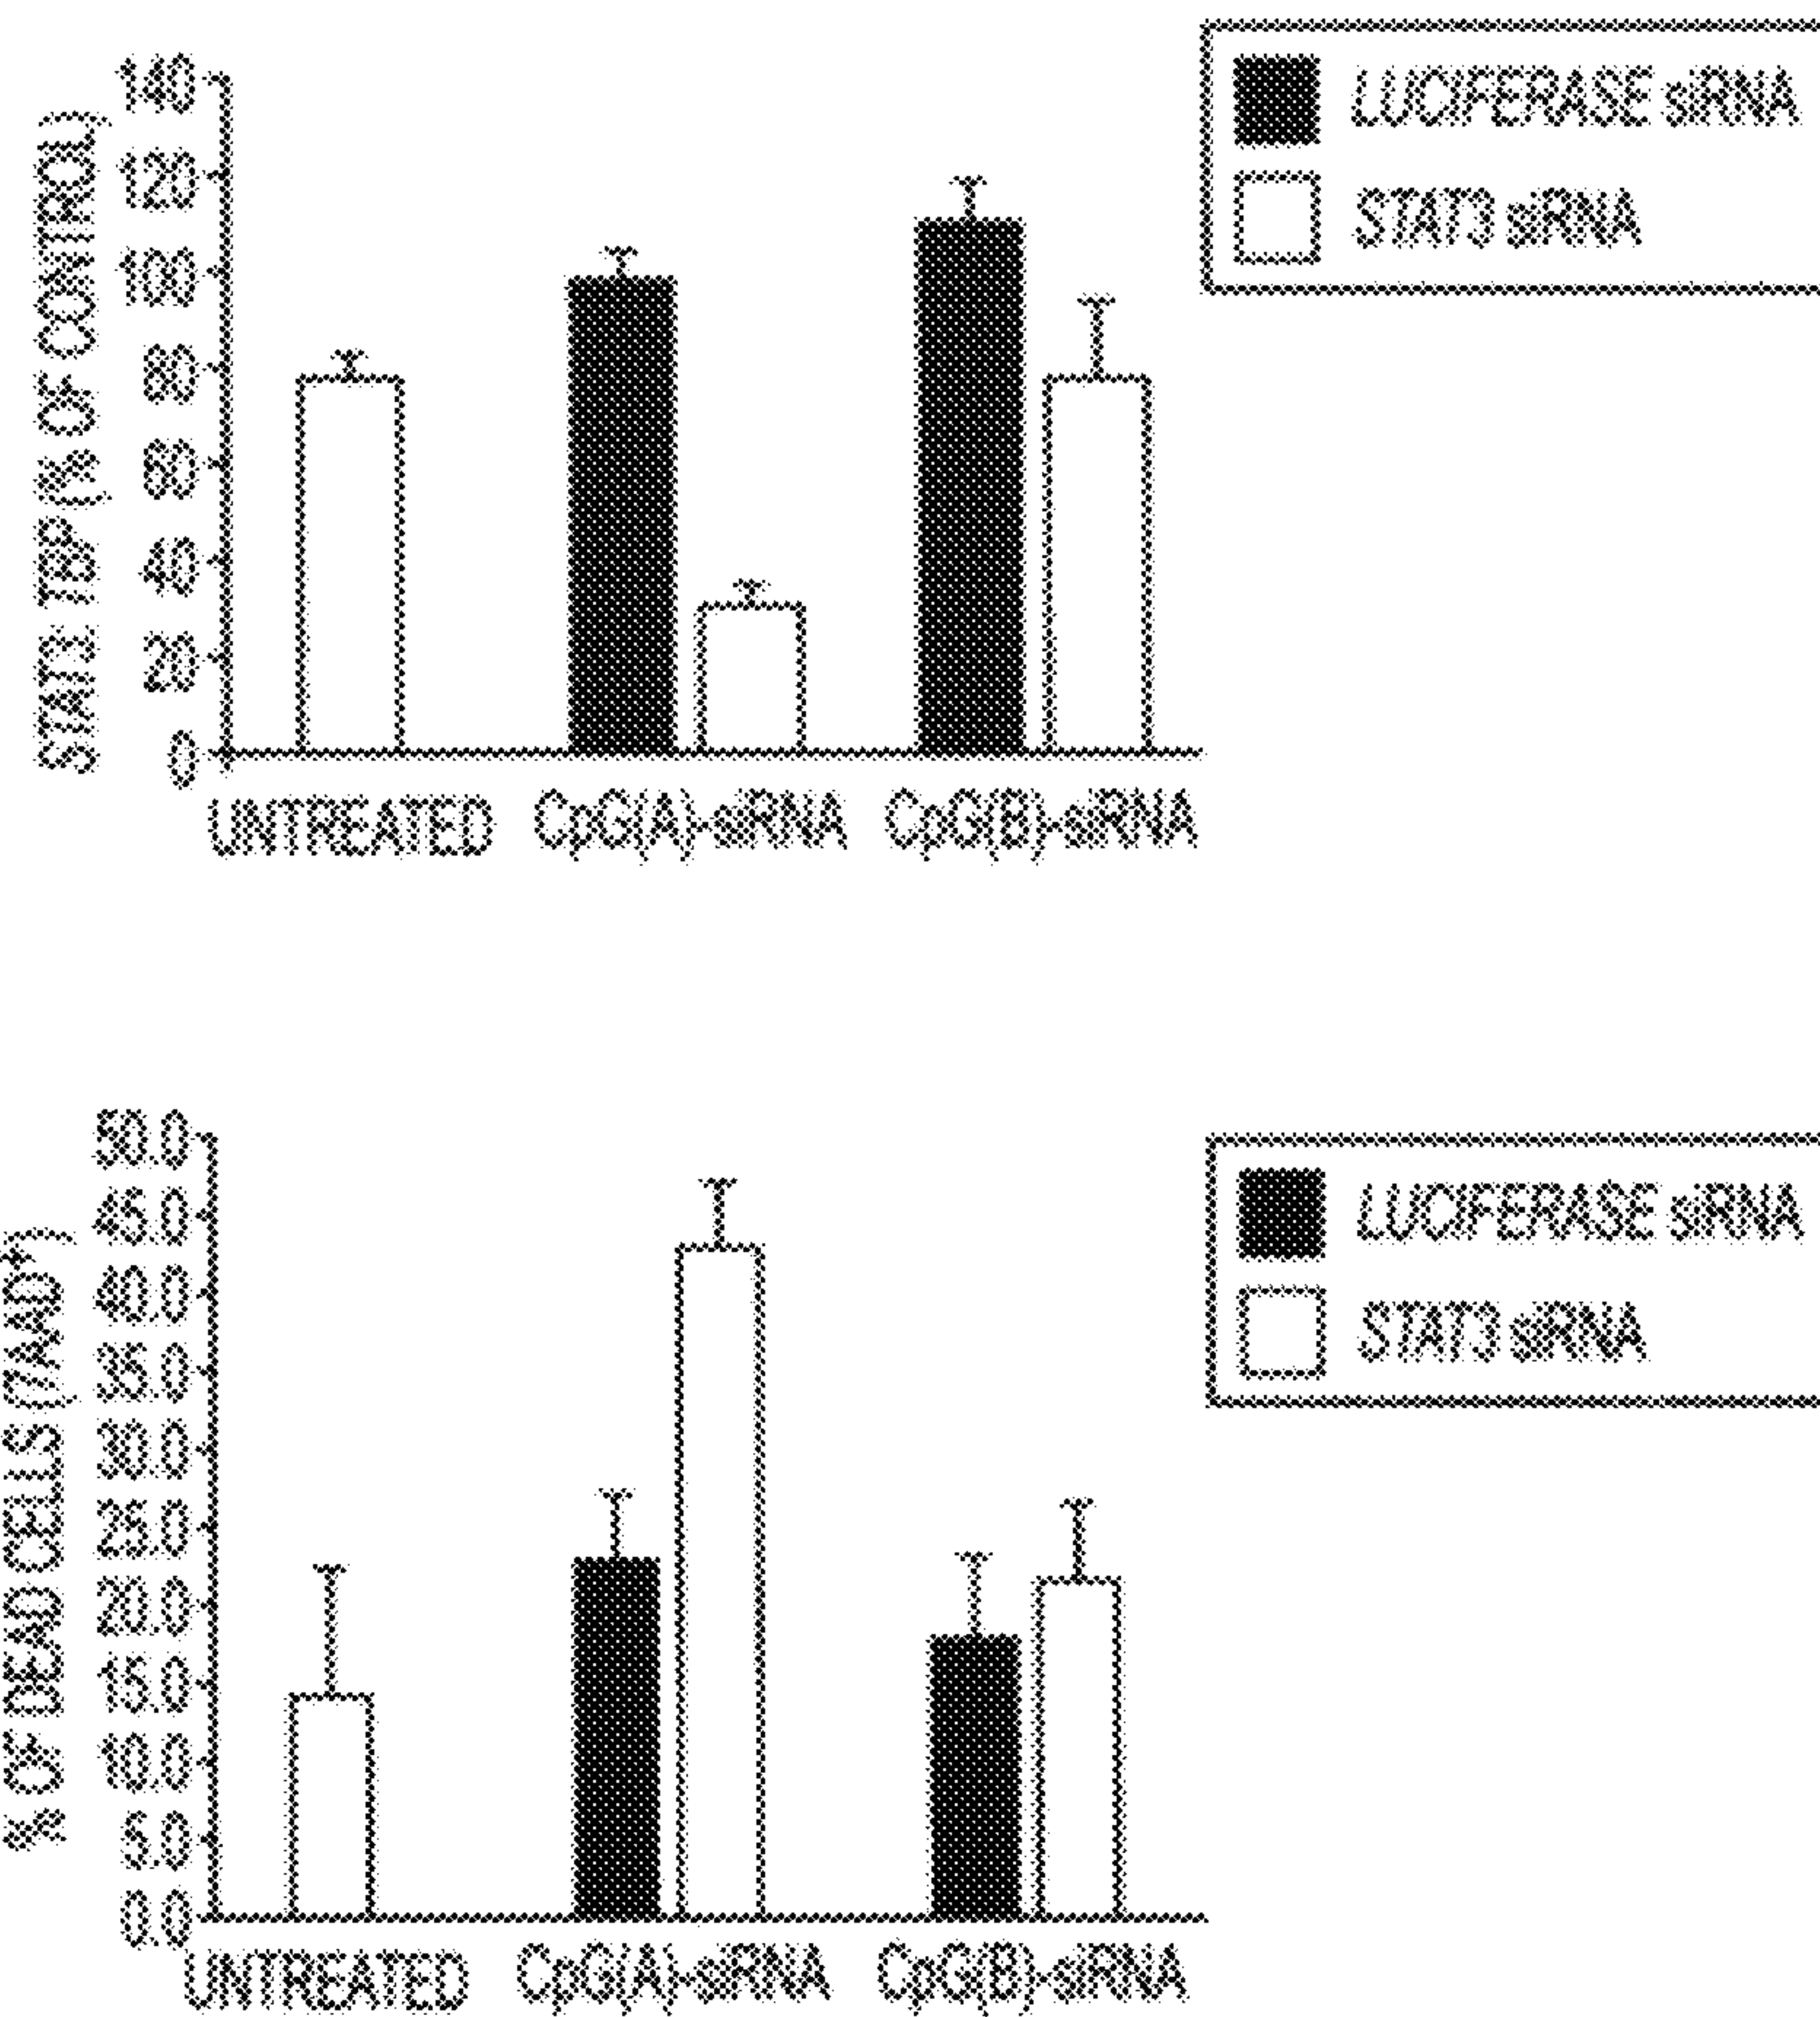 STAT3: TBP (% OF CONTROL)
140
120
100
80
60
40
20
0
UNTREATED CpG(A)-siRNA CpG(B)-siRNA
LUCIFERASE siRNA
STAT3 siRNA
% OF DEAD CELLS (7AAD⁺)
50.0
45.0
40.0
35.0
30.0
25.0
20.0
15.0
10.0
5.0
0.0
UNTREATED CpG(A)-siRNA CpG(B)-siRNA
LUCIFERASE siRNA
STAT3 siRNA